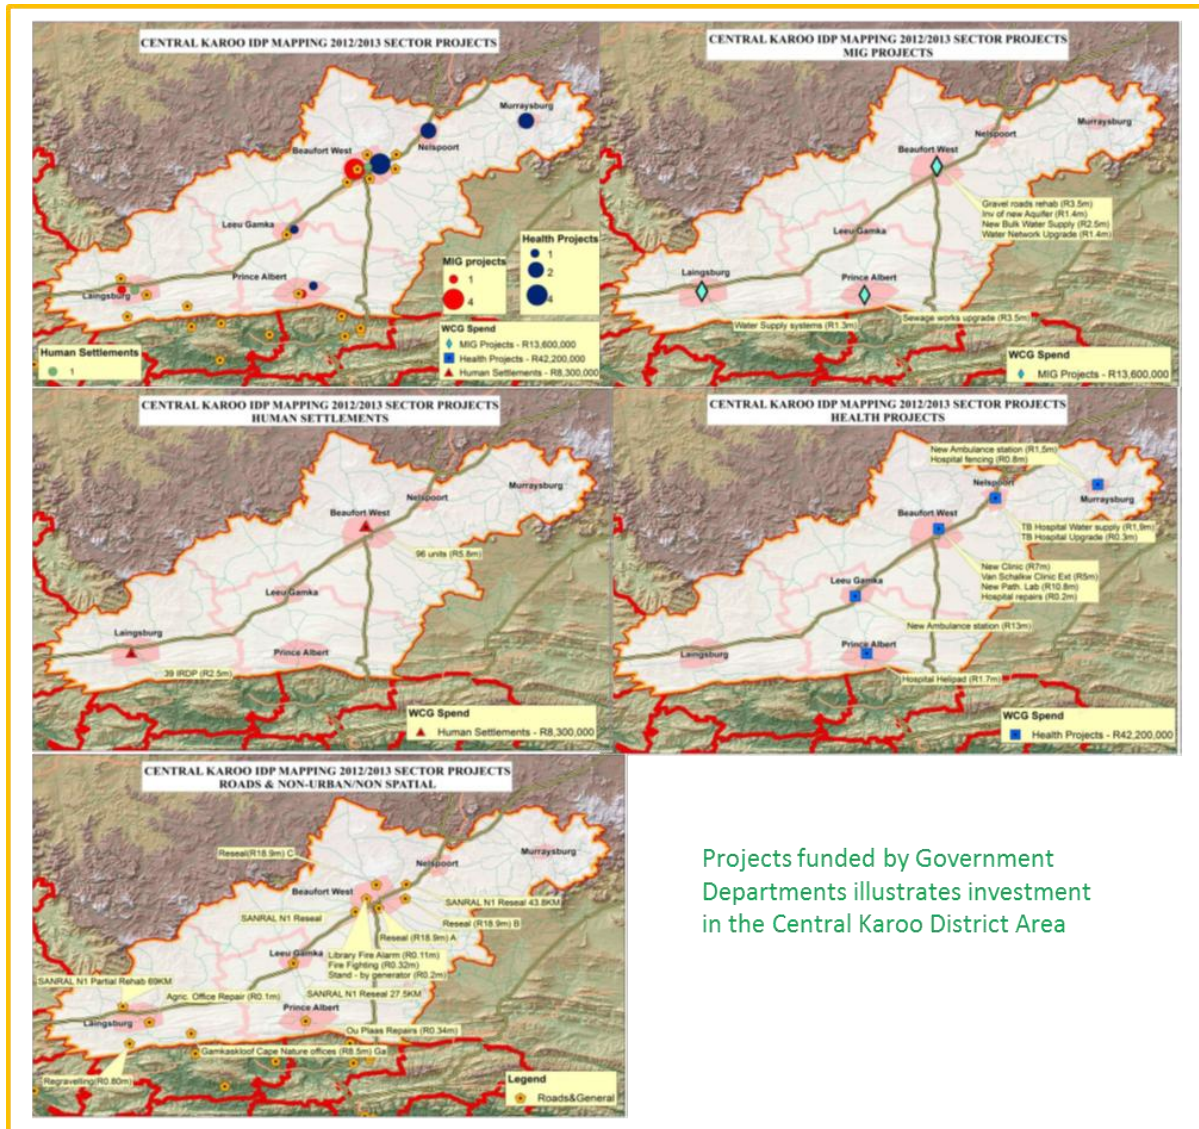 CENTRAL KAROO IDP MAPPING 2012/2013 SECTOR PROJECTS
Murraysburg
Nelspoort
Beaufort West
Leeu Gamka
Prince Albert
Laingsburg
Health Projects
1
2
4
MIG projects
1
4
WCG Spend
MIG Projects - R13,600,000
Health Projects - R42,200,000
Human Settlements - R8,300,000
Human Settlements
1
CENTRAL KAROO IDP MAPPING 2012/2013 SECTOR PROJECTS
MIG PROJECTS
Murraysburg
Nelspoort
Beaufort West
Gravel roads rehab (R3.5m)
Inv of new Aquifer (R1.4m)
New Bulk Water Supply (R2.5m)
Water Network Upgrade (R1.4m)
Leeu Gamka
Laingsburg
Prince Albert
Sewage works upgrade (R3.5m)
Water Supply systems (R1.3m)
WCG Spend
MIG Projects - R13,600,000
CENTRAL KAROO IDP MAPPING 2012/2013 SECTOR PROJECTS
HUMAN SETTLEMENTS
Murraysburg
Nelspoort
Beaufort West
96 units (R5.8m)
Leeu Gamka
Laingsburg
Prince Albert
39 IRDP (R2.5m)
WCG Spend
Human Settlements - R8,300,000
CENTRAL KAROO IDP MAPPING 2012/2013 SECTOR PROJECTS
HEALTH PROJECTS
New Ambulance station (R1.5m)
Hospital fencing (R0.8m)
Nelspoort
Murraysburg
Beaufort West
TB Hospital Water supply (R1.9m)
TB Hospital Upgrade (R0.3m)
New Clinic (R7m)
Van Schalkw Clinic Ext (R5m)
New Path. Lab (R10.8m)
Hospital repairs (R0.2m)
Leeu Gamka
New Ambulance station (R13m)
Prince Albert
Laingsburg
Hospital Helipad (R1.7m)
WCG Spend
Health Projects - R42,200,000
CENTRAL KAROO IDP MAPPING 2012/2013 SECTOR PROJECTS
ROADS & NON-URBAN/NON SPATIAL
Reseal(R18.9m) C
Murraysburg
Nelspoort
Beaufort West
SANRAL N1 Reseal 43.8KM
SANRAL N1 Reseal
Reseal (R18.9m) B
Reseal (R18.9m) A
Leeu Gamka
Library Fire Alarm (R0.11m)
Fire Fighting (R0.32m)
Stand - by generator (R0.2m)
SANRAL N1 Partial Rehab 69KM
Agric. Office Repair (R0.1m)
SANRAL N1 Reseal 27.5KM
Prince Albert
Laingsburg
Ou Plaas Repairs (R0.34m)
Gamkaskloof Cape Nature offices (R8.5m) Ga
Regravelling(R0.80m)
Legend
Roads&General
Projects funded by Government
Departments illustrates investment
in the Central Karoo District Area